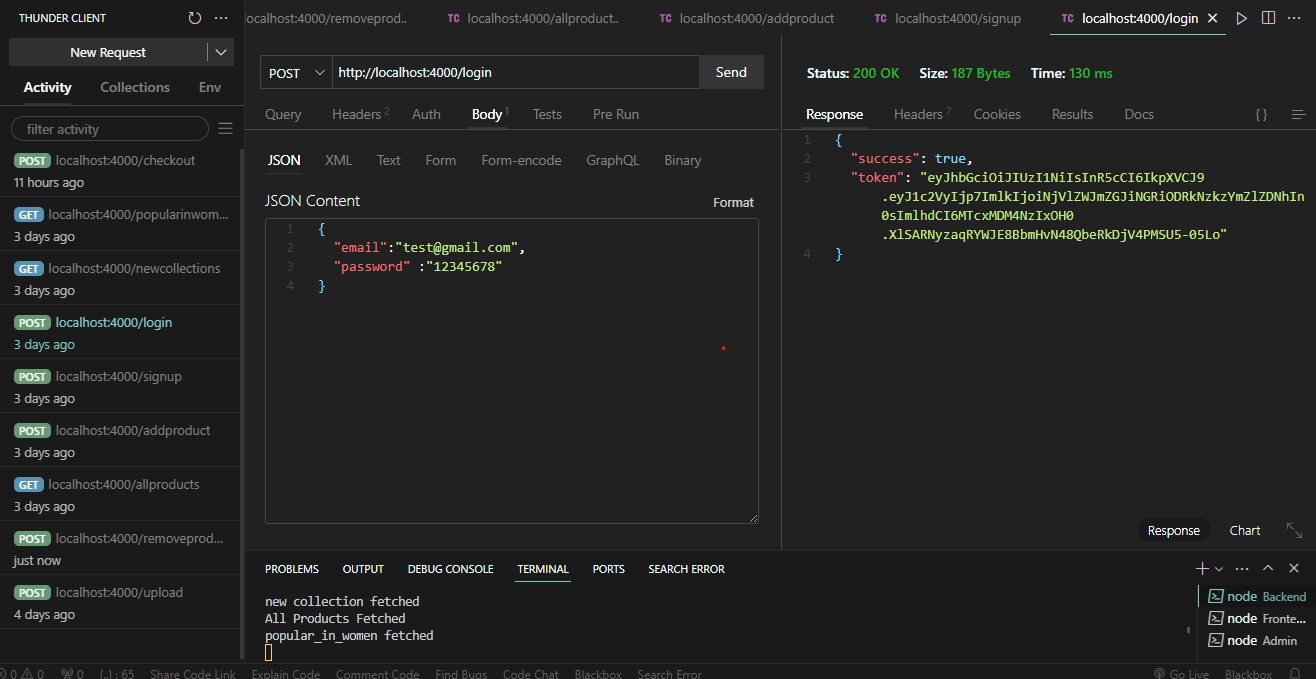 THUNDER CLIENT
New Request
Activity Collections Env
filter activity
POST localhost:4000/checkout
11 hours ago
GET localhost:4000/popularinwom...
3 days ago
GET localhost:4000/newcollections
3 days ago
POST localhost:4000/login
3 days ago
POST localhost:4000/signup
3 days ago
POST localhost:4000/addproduct
3 days ago
GET localhost:4000/allproducts
3 days ago
POST localhost:4000/removeprod...
just now
POST localhost:4000/upload
4 days ago
ocalhost:4000/removeprod.. TC localhost:4000/allproduct.. TC localhost:4000/addproduct TC localhost:4000/signup TC localhost:4000/login
POST http://localhost:4000/login Send
Query Headers 2 Auth Body 1 Tests Pre Run
JSON XML Text Form Form-encode GraphQL Binary
JSON Content Format
1 {
2 "email":"test@gmail.com",
3 "password" :"12345678"
4 }
Status: 200 OK Size: 187 Bytes Time: 130 ms
Response Headers 7 Cookies Results Docs {}
1 {
2 "success": true,
3 "token": "eyJhbGciOiJIUzI1NiIsInR5cCI6IkpXVCJ9
.eyJ1c2VyIjp7ImlkIjoiNjVlZWJmZGJiNGRiODRkNzkzYmZlZDNhIn
0sImlhdCI6MTcxMDM4NzIxOH0
.XlSARNyzaqRYWJE8BbmHvN48QbeRkDjV4PMSU5-05Lo"
4 }
Response Chart
PROBLEMS OUTPUT DEBUG CONSOLE TERMINAL PORTS SEARCH ERROR
new collection fetched
All Products Fetched
popular_in_women fetched
node Backend
node Fronte...
node Admin
0 0 0 {..} : 65 Share Code Link Explain Code Comment Code Find Bugs Code Chat Blackbox Search Error Go Live Blackbox